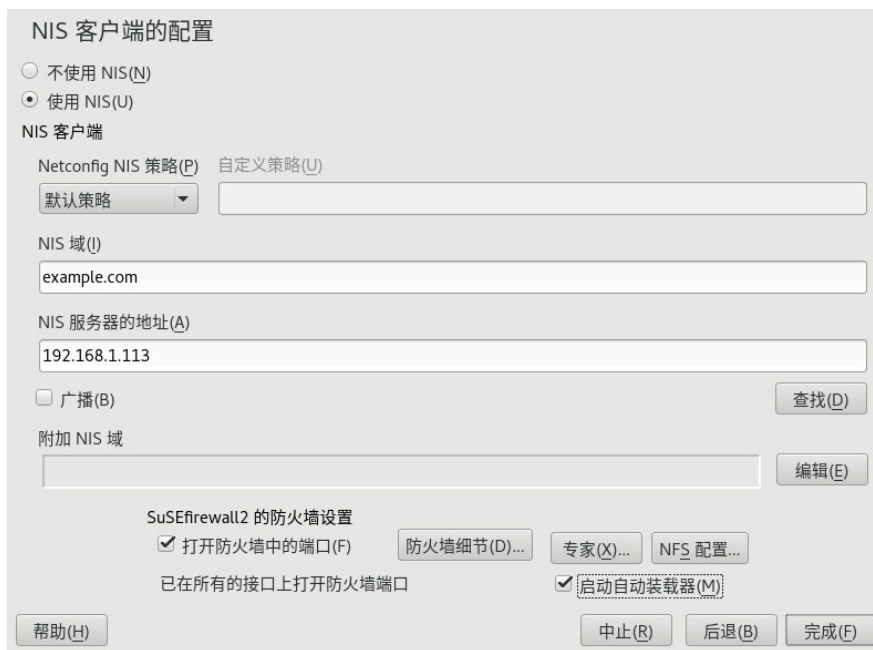 NIS 客户端的配置
不使用 NIS(N)
使用 NIS(U)
NIS 客户端
Netconfig NIS 策略(P) 自定义策略(U)
默认策略
NIS 域(I)
example.com
NIS 服务器的地址(A)
192.168.1.113
广播(B) 查找(D)
附加 NIS 域
编辑(E)
SuSEfirewall2 的防火墙设置
打开防火墙中的端口(F) 防火墙细节(D)... 专家(X)... NFS 配置...
已在所有的接口上打开防火墙端口 启动自动装载器(M)
帮助(H) 中止(R) 后退(B) 完成(F)